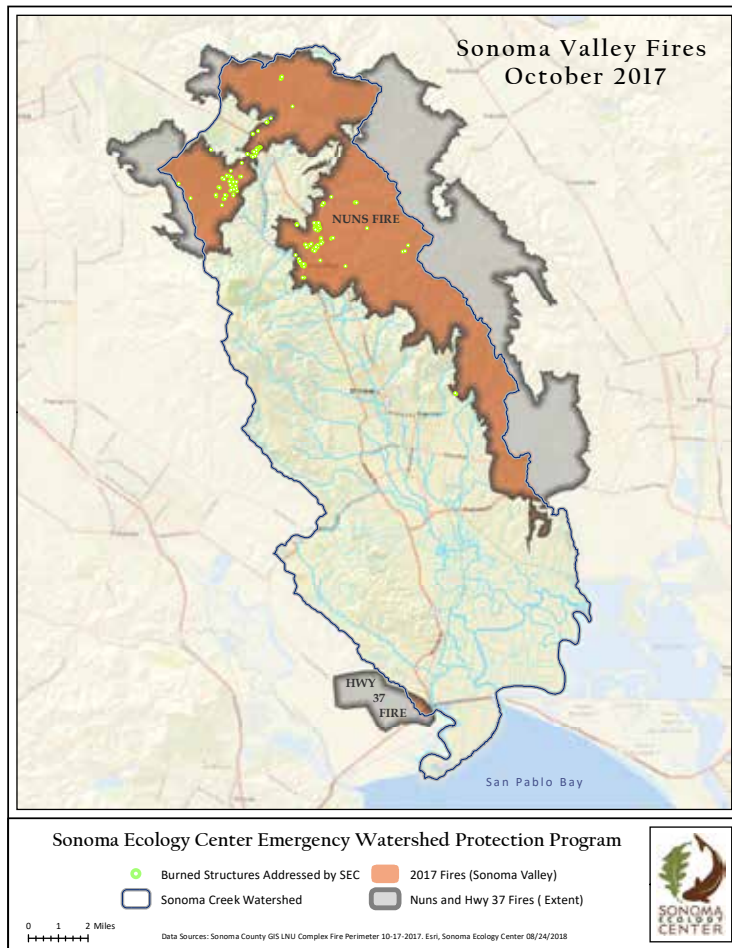 Sonoma Valley Fires
October 2017
NUNS FIRE
HWY
37
FIRE
San Pablo Bay
Sonoma Ecology Center Emergency Watershed Protection Program
Burned Structures Addressed by SEC
2017 Fires (Sonoma Valley)
Sonoma Creek Watershed
Nuns and Hwy 37 Fires ( Extent)
SONOMA
ECOLOGY
CENTER
0 1 2 Miles
Data Sources: Sonoma County GIS LNU Complex Fire Perimeter 10-17-2017. Esri, Sonoma Ecology Center 08/24/2018